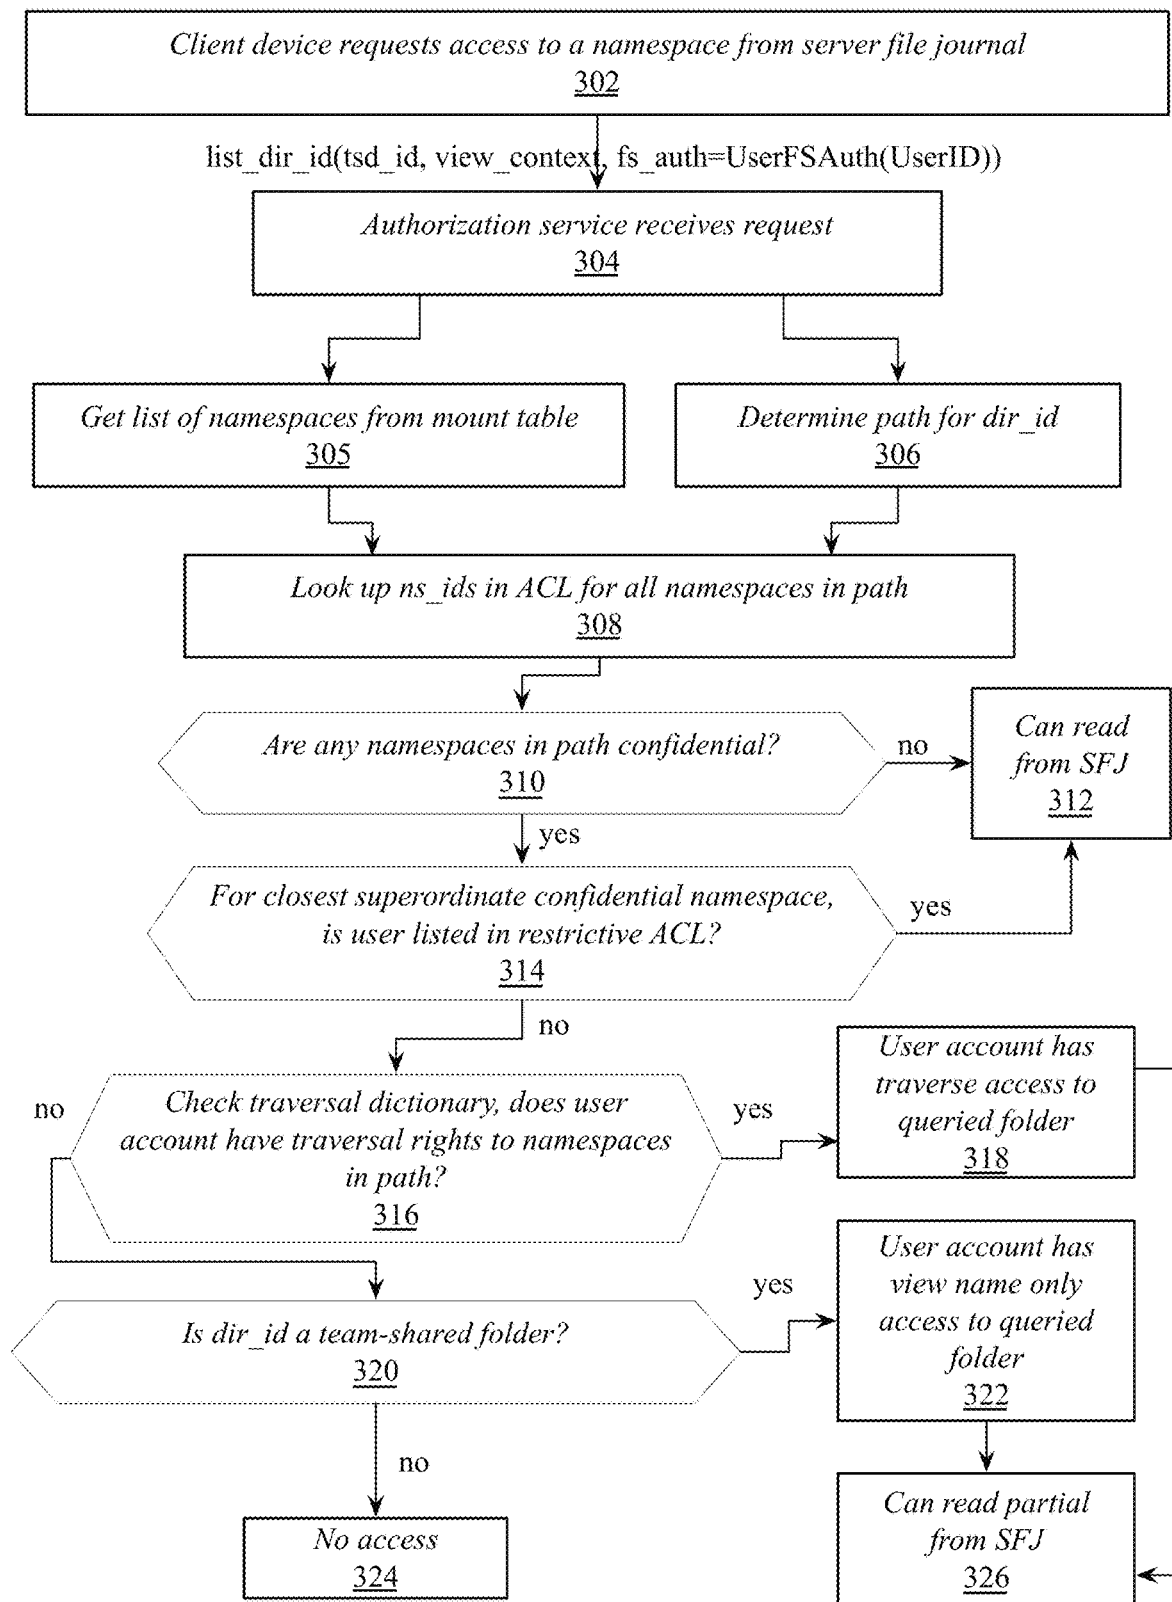 Client device requests access to a namespace from server file journal
302
list_dir_id(tsd_id, view_context, fs_auth=UserFSAuth(UserID))
Authorization service receives request
304
Get list of namespaces from mount table
305
Determine path for dir_id
306
Look up ns_ids in ACL for all namespaces in path
308
Are any namespaces in path confidential?
310
no
Can read
from SFJ
312
yes
For closest superordinate confidential namespace,
is user listed in restrictive ACL?
314
yes
no
Check traversal dictionary, does user
account have traversal rights to namespaces
in path?
316
no
yes
User account has
traverse access to
queried folder
318
Is dir_id a team-shared folder?
320
yes
User account has
view name only
access to queried
folder
322
no
No access
324
Can read partial
from SFJ
326